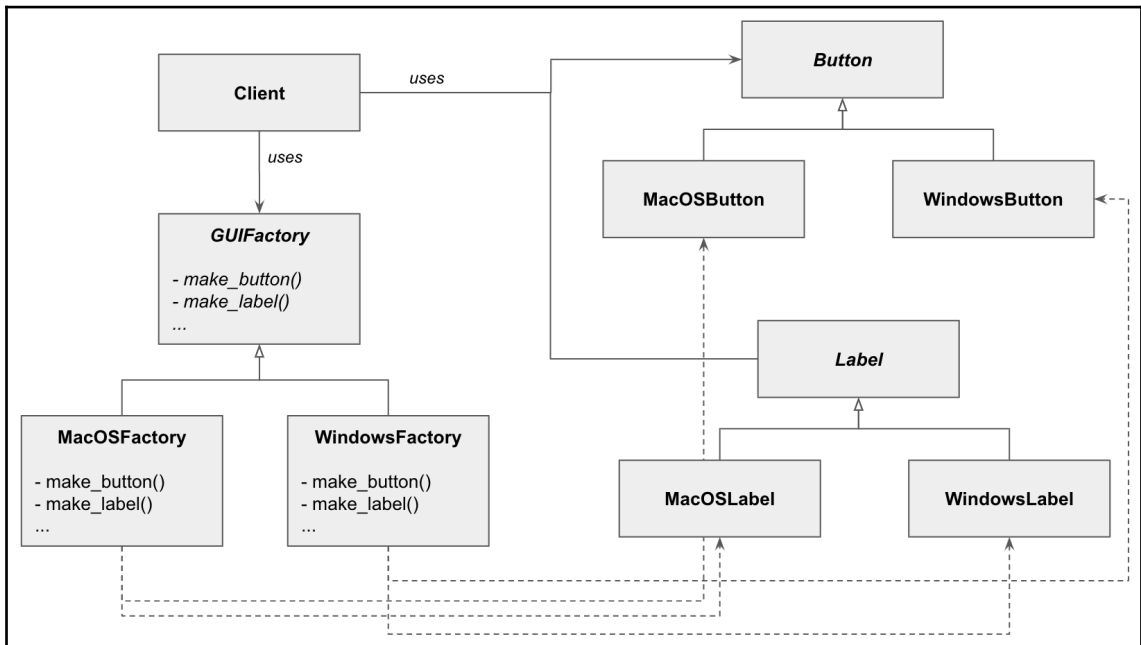 Client
uses
uses
GUIFactory
- make_button()
- make_label()
...
MacOSFactory
- make_button()
- make_label()
...
WindowsFactory
- make_button()
- make_label()
...
Button
MacOSButton
WindowsButton
Label
MacOSLabel
WindowsLabel